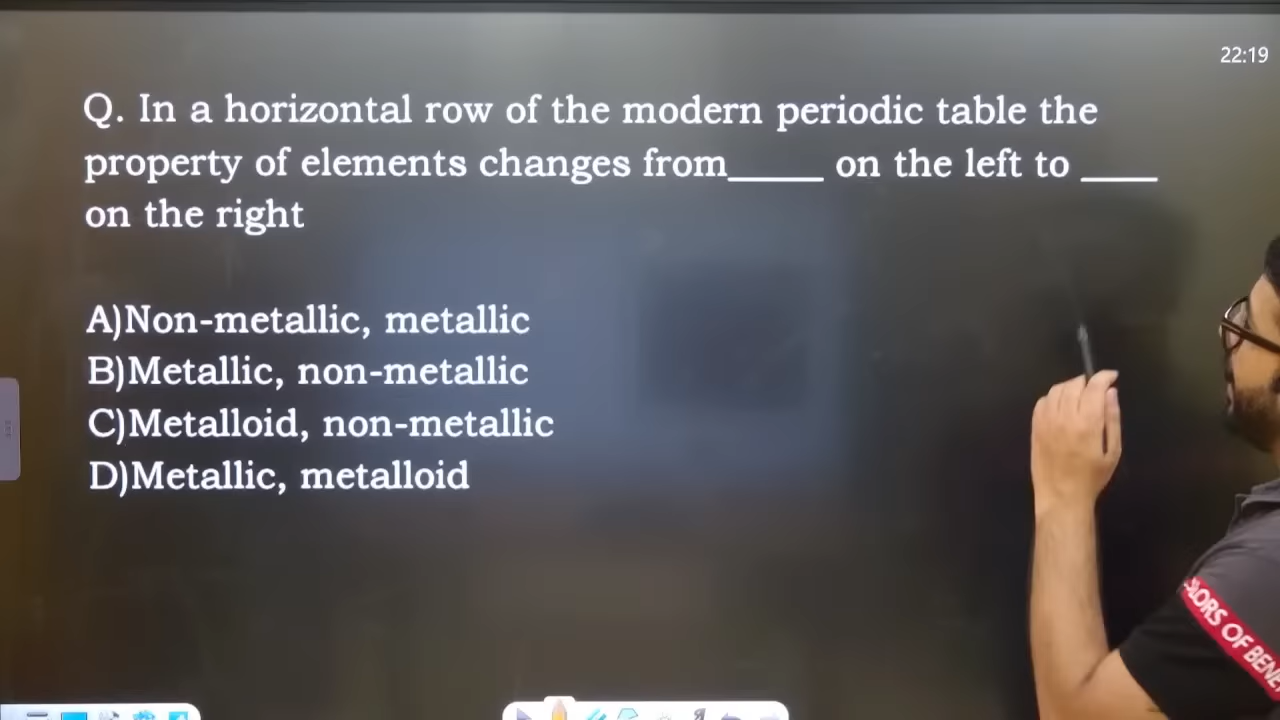 22:19
Q. In a horizontal row of the modern periodic table the
property of elements changes from_____ on the left to ____
on the right
A)Non-metallic, metallic
B)Metallic, non-metallic
C)Metalloid, non-metallic
D)Metallic, metalloid
OF